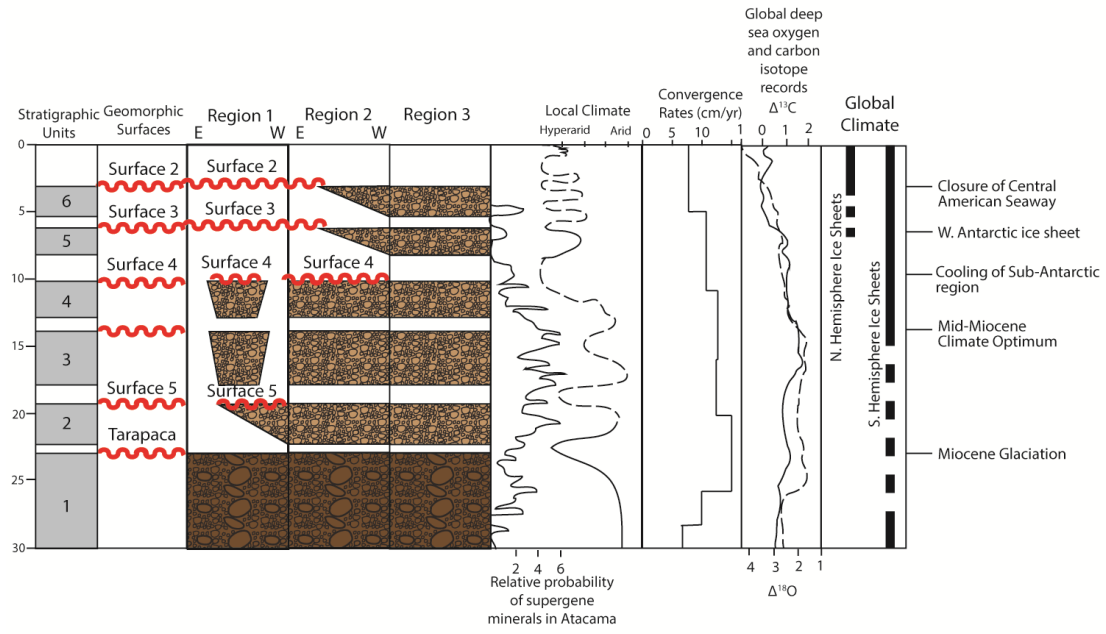 Global deep
sea oxygen
and carbon
isotope
records
Δ¹³C
Stratigraphic
Units
Geomorphic
Surfaces
Region 1
E W
Region 2
E W
Region 3
Local Climate
Hyperarid Arid
Convergence
Rates (cm/yr)
0 5 10 1
0 1 2
Global
Climate
0
5
10
15
20
25
30
6
5
4
3
2
1
Surface 2
Surface 3
Surface 4
Surface 5
Tarapaca
Surface 2
Surface 3
Surface 4
Surface 5
Surface 4
N. Hemisphere Ice Sheets
S. Hemisphere Ice Sheets
Closure of Central
American Seaway
W. Antarctic ice sheet
Cooling of Sub-Antarctic
region
Mid-Miocene
Climate Optimum
Miocene Glaciation
2 4 6
Relative probability
of supergene
minerals in Atacama
4 3 2 1
Δ¹⁸O